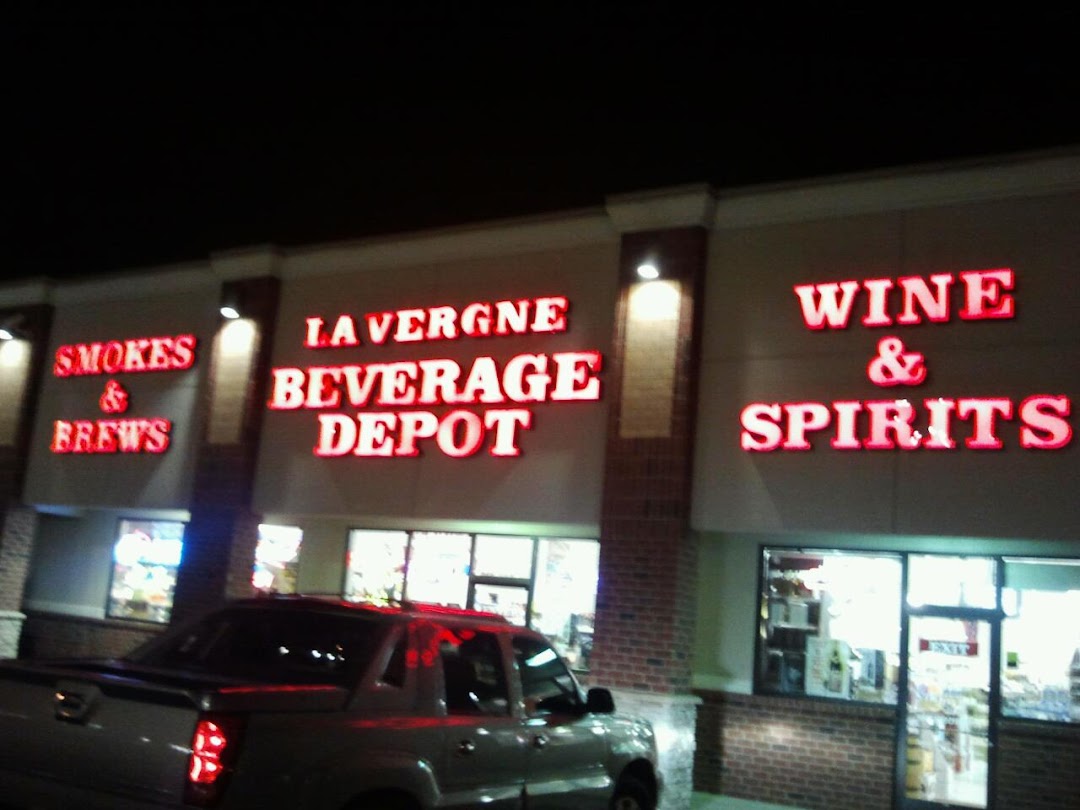 SMOKES
&
BREWS
LA VERGNE
BEVERAGE
DEPOT
WINE
&
SPIRITS
EXIT